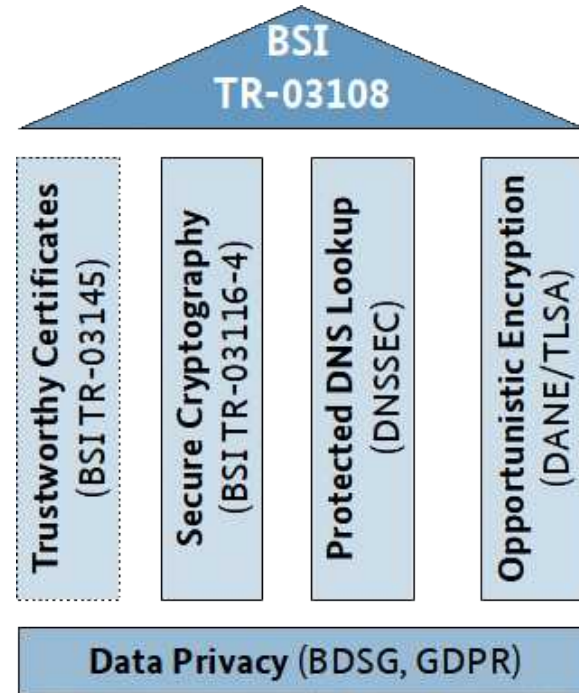 BSI
TR-03108
Trustworthy Certificates
(BSI TR-03145)
Secure Cryptography
(BSI TR-03116-4)
Protected DNS Lookup
(DNSSEC)
Opportunistic Encryption
(DANE/TLSA)
Data Privacy (BDSG, GDPR)